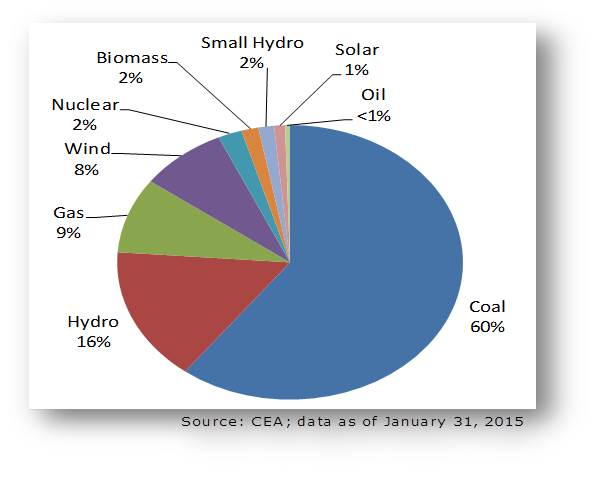 Small Hydro
2%
Solar
1%
Biomass
2%
Oil
<1%
Nuclear
2%
Wind
8%
Gas
9%
Coal
60%
Hydro
16%
Source: CEA; data as of January 31, 2015